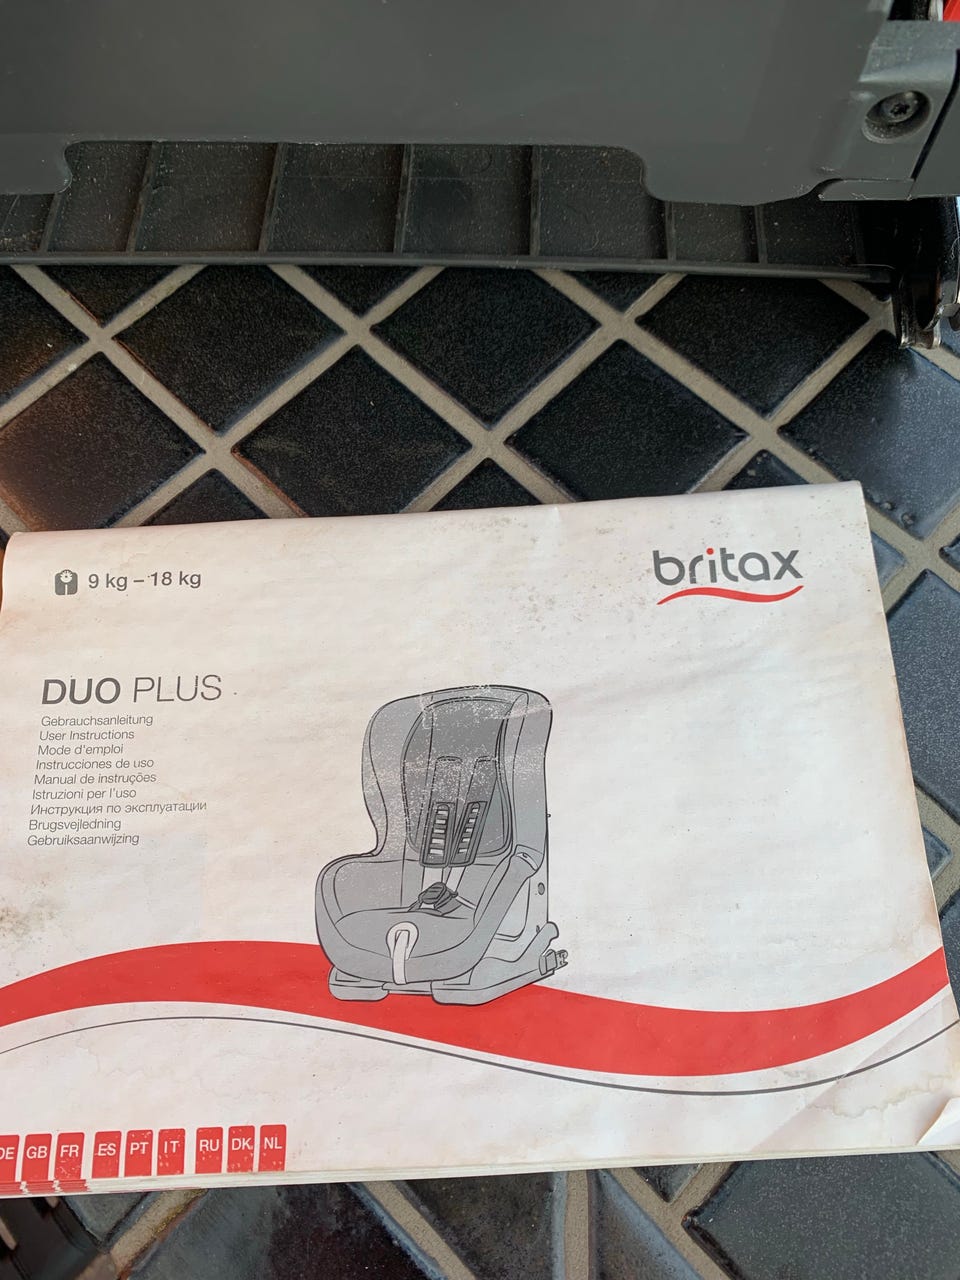 9 kg – 18 kg
britax
DUO PLUS
Gebrauchsanleitung
User Instructions
Mode d'emploi
Instrucciones de uso
Manual de instruções
Istruzioni per l'uso
Инструкция по эксплуатации
Brugsvejledning
Gebruiksaanwijzing
DE GB FR ES PT IT RU DK NL